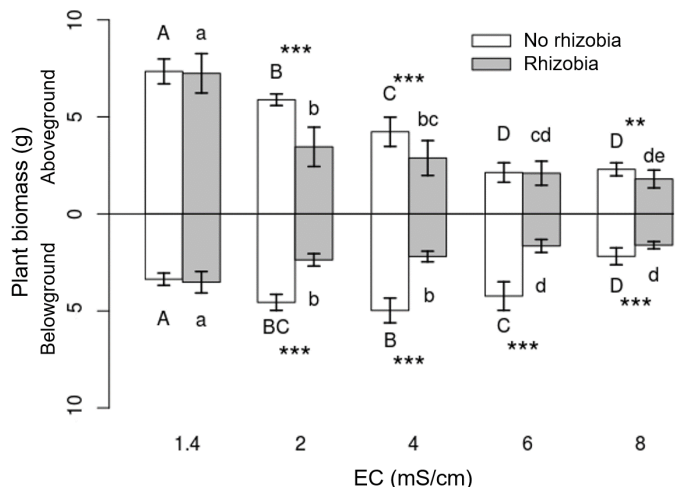 10
5
0
5
10
Plant biomass (g)
Aboveground
Belowground
No rhizobia
Rhizobia
A a
***
B
b
***
C
bc
D cd
**
D
de
A a
BC b
***
B b
***
C d
***
D d
***
1.4 2 4 6 8
EC (mS/cm)